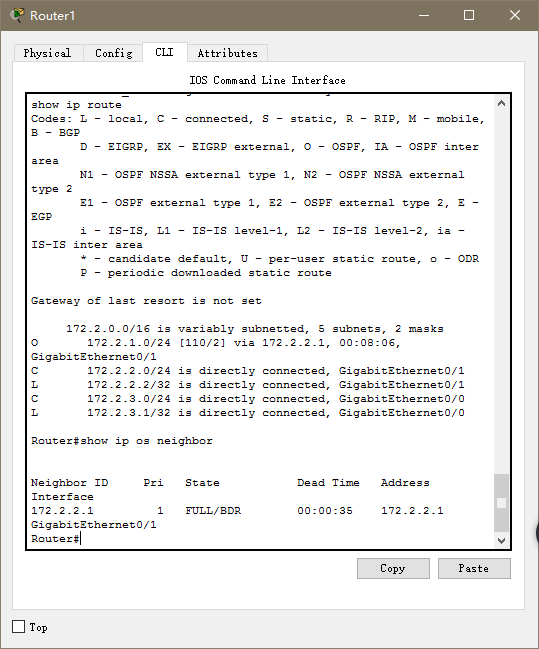 Router1
Physical Config CLI Attributes
IOS Command Line Interface
show ip route
Codes: L - local, C - connected, S - static, R - RIP, M - mobile,
B - BGP
D - EIGRP, EX - EIGRP external, O - OSPF, IA - OSPF inter
area
N1 - OSPF NSSA external type 1, N2 - OSPF NSSA external
type 2
E1 - OSPF external type 1, E2 - OSPF external type 2, E -
EGP
i - IS-IS, L1 - IS-IS level-1, L2 - IS-IS level-2, ia -
IS-IS inter area
* - candidate default, U - per-user static route, o - ODR
P - periodic downloaded static route
Gateway of last resort is not set
172.2.0.0/16 is variably subnetted, 5 subnets, 2 masks
O 172.2.1.0/24 [110/2] via 172.2.2.1, 00:08:06,
GigabitEthernet0/1
C 172.2.2.0/24 is directly connected, GigabitEthernet0/1
L 172.2.2.2/32 is directly connected, GigabitEthernet0/1
C 172.2.3.0/24 is directly connected, GigabitEthernet0/0
L 172.2.3.1/32 is directly connected, GigabitEthernet0/0
Router#show ip os neighbor
Neighbor ID Pri State Dead Time Address
Interface
172.2.2.1 1 FULL/BDR 00:00:35 172.2.2.1
GigabitEthernet0/1
Router#
Copy Paste
Top